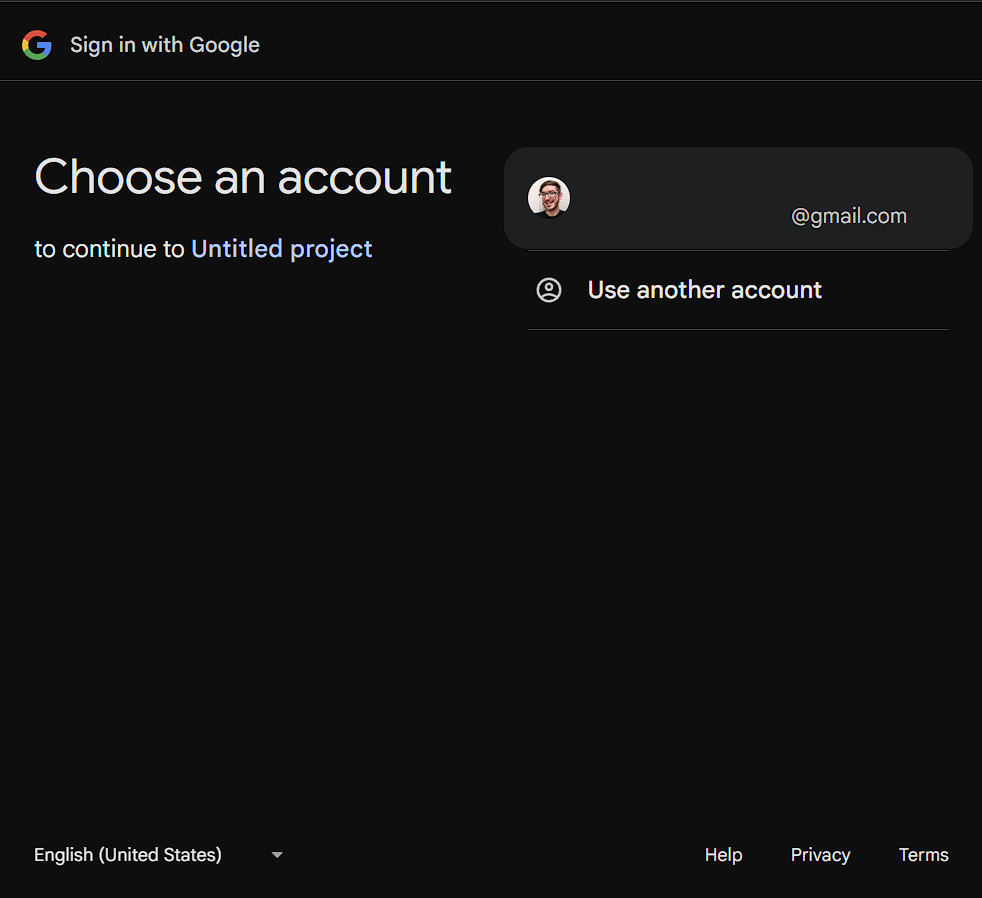 Sign in with Google
Choose an account
to continue to Untitled project
@gmail.com
Use another account
English (United States)
Help
Privacy
Terms